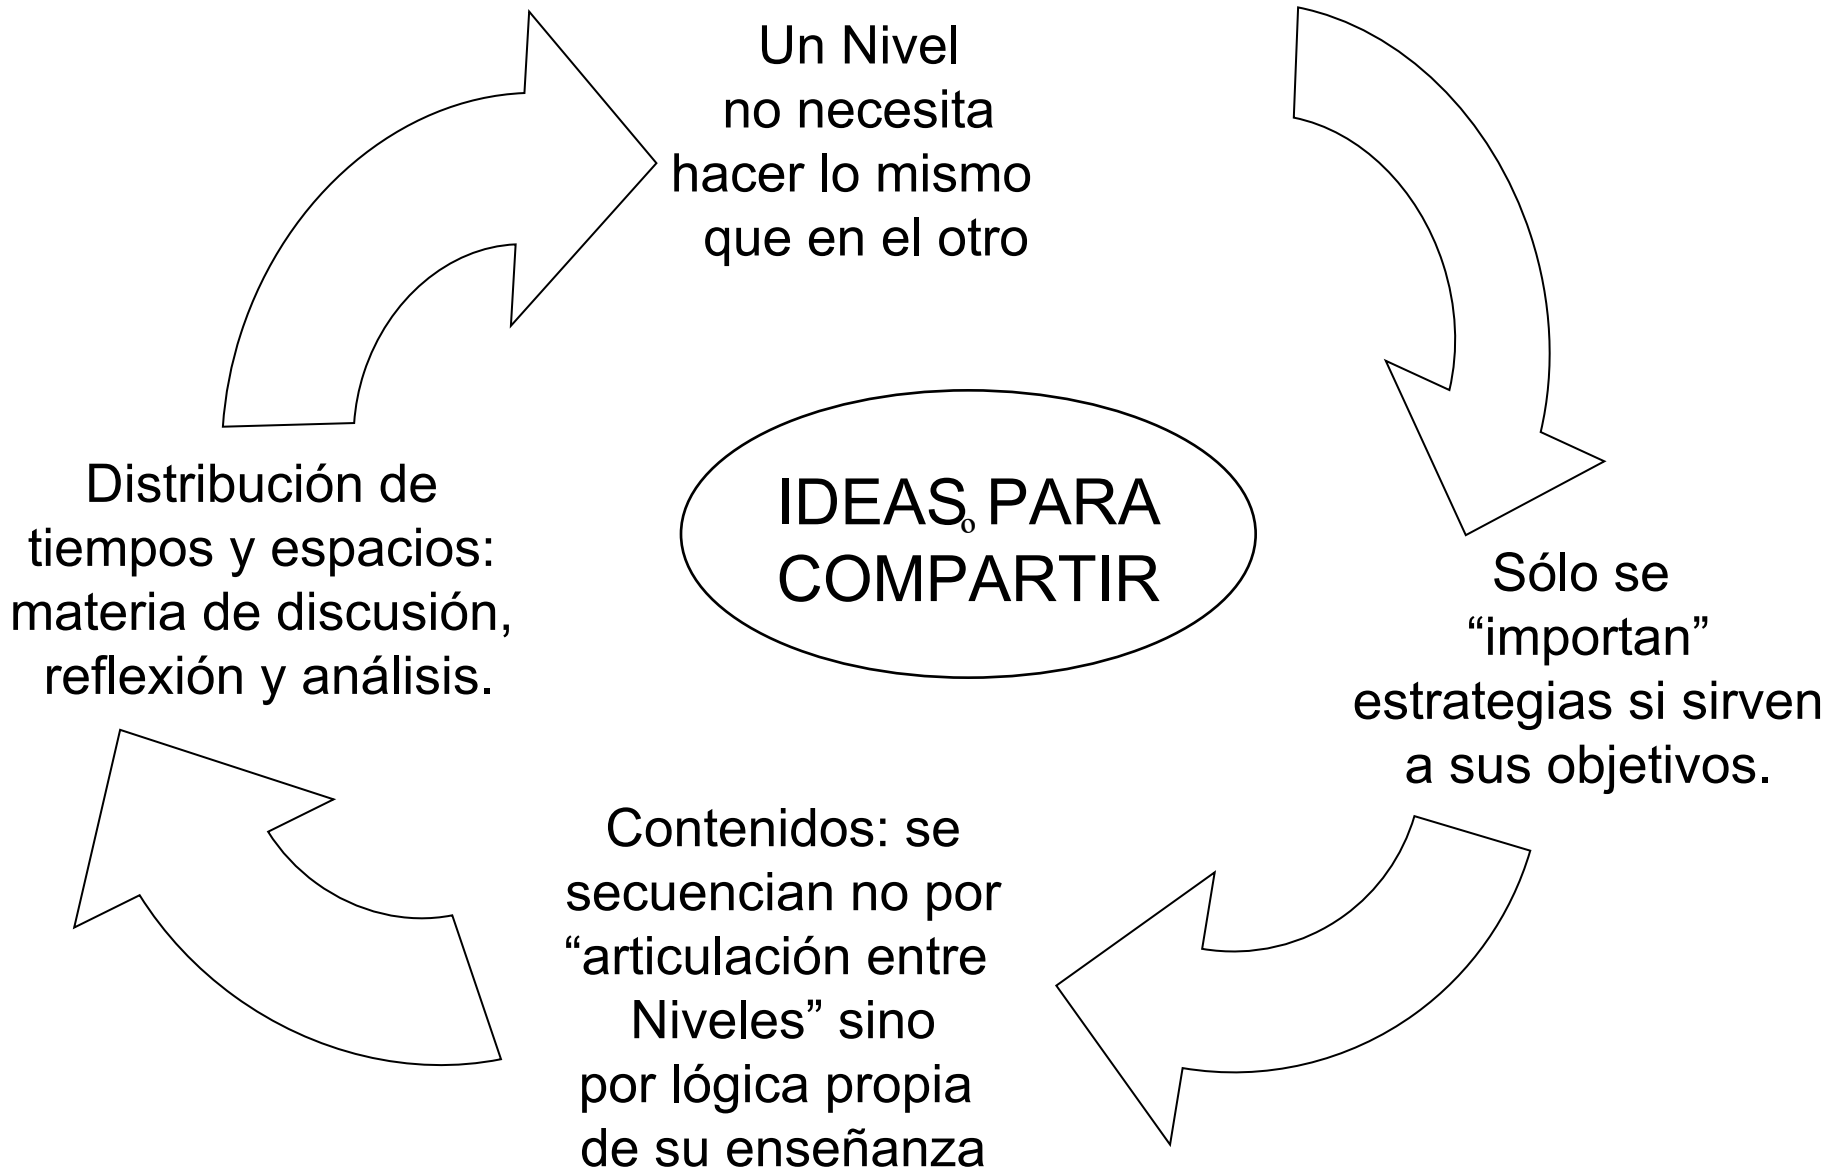 Un Nivel
no necesita
hacer lo mismo
que en el otro
Sólo se
“importan”
estrategias si sirven
a sus objetivos.
Contenidos: se
secuencian no por
“articulación entre
Niveles” sino
por lógica propia
de su enseñanza
Distribución de
tiempos y espacios:
materia de discusión,
reflexión y análisis.
IDEAS PARA
o
COMPARTIR